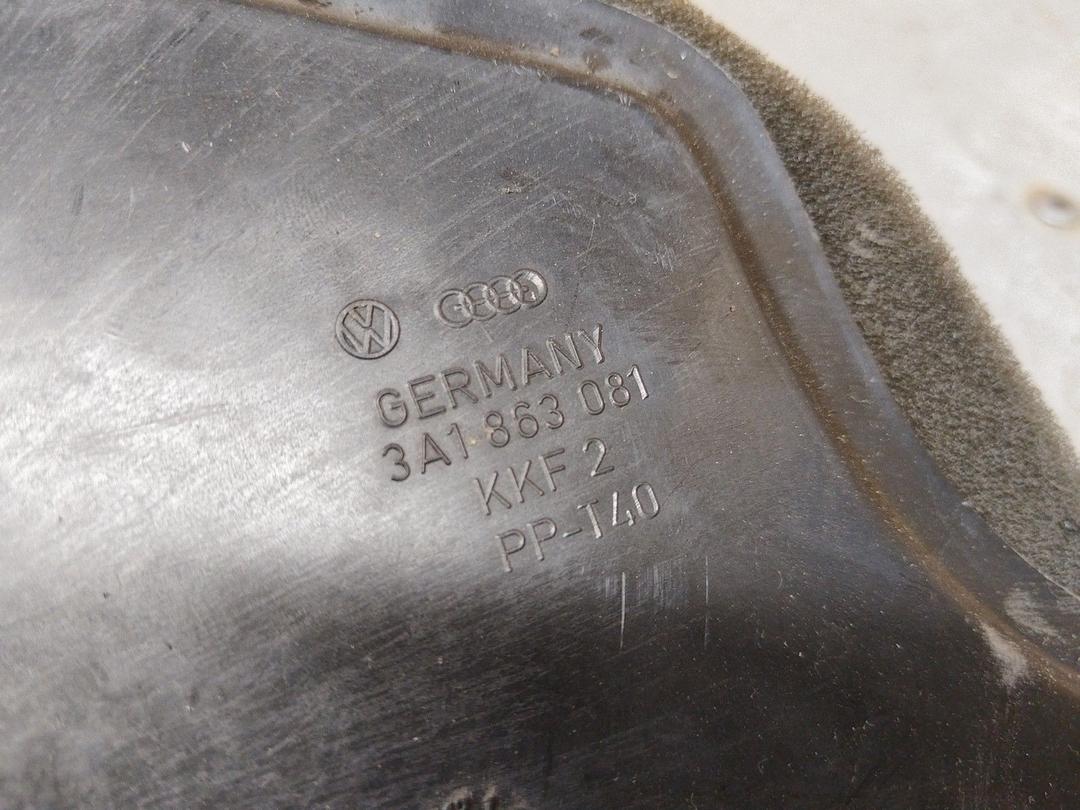 GERMANY
3A1 863 081
KKF 2
PP-T40